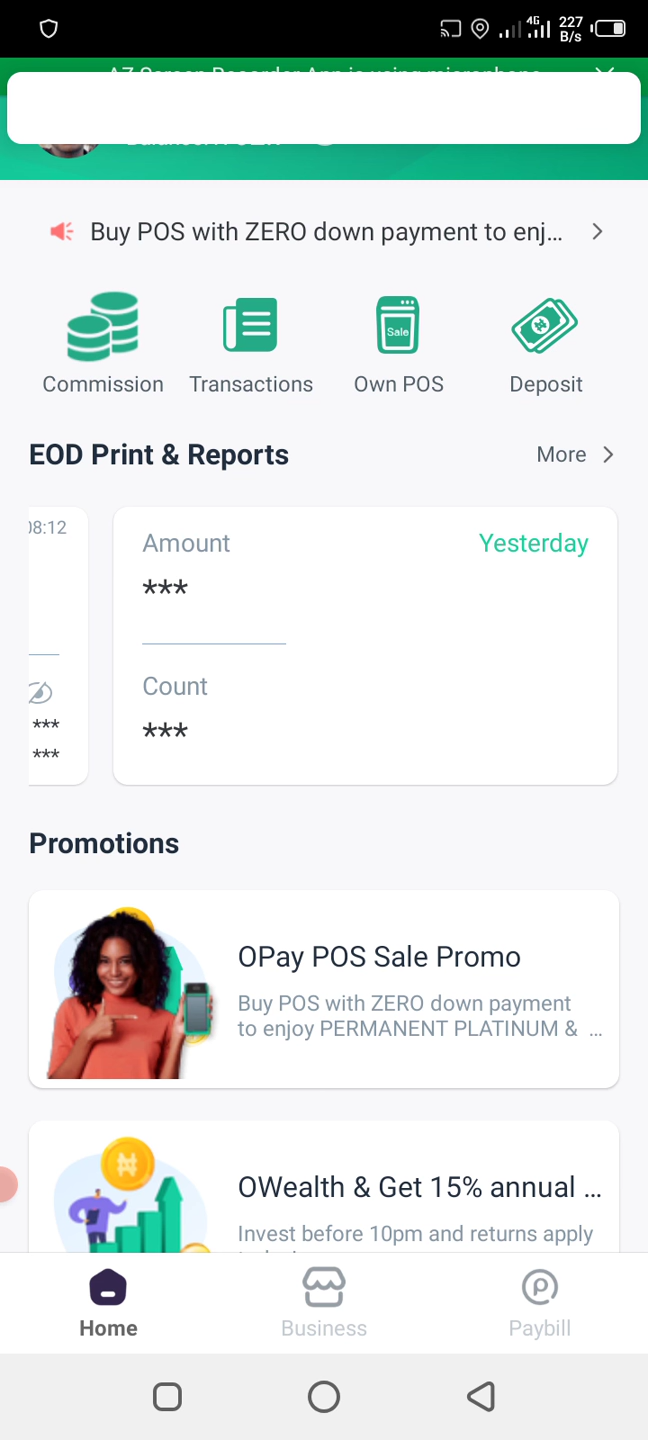 4G
227
B/s
Buy POS with ZERO down payment to enj...
Sale
Commission
Transactions
Own POS
Deposit
EOD Print & Reports
More
08:12
Amount
Yesterday
***
Count
***
***
***
Promotions
OPay POS Sale Promo
Buy POS with ZERO down payment
to enjoy PERMANENT PLATINUM & ...
OWealth & Get 15% annual ...
Invest before 10pm and returns apply
Home
Business
Paybill